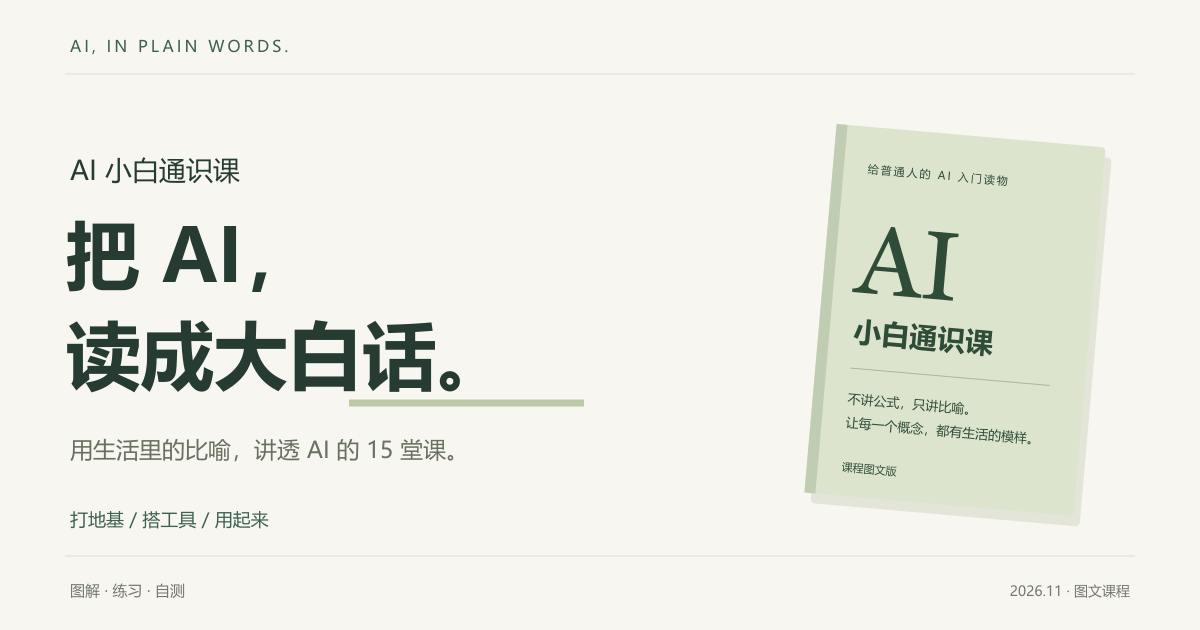 AI, IN PLAIN WORDS.
AI 小白通识课
把 AI，
读成大白话。
用生活里的比喻，讲透 AI 的 15 堂课。
打地基 / 搭工具 / 用起来
给普通人的 AI 入门读物
AI
小白通识课
不讲公式，只讲比喻。
让每一个概念，都有生活的模样。
课程图文版
图解 · 练习 · 自测
2026.11 · 图文课程